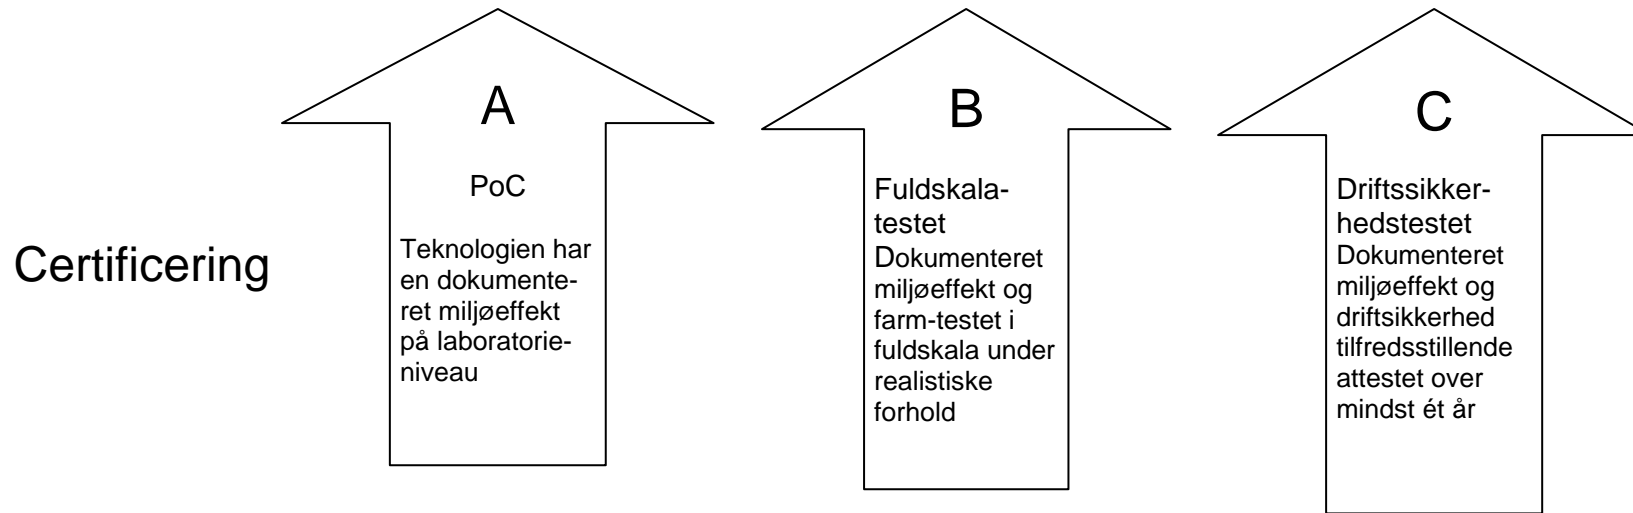 Certificering
A
PoC
Teknologien har
en dokumente-
ret miljøeffekt
på laboratorie-
niveau
B
Fuldskala-
testet
Dokumenteret
miljøeffekt og
farm-testet i
fuldskala under
realistiske
forhold
C
Driftssikker-
hedstestet
Dokumenteret
miljøeffekt og
driftsikkerhed
tilfredsstillende
attestet over
mindst ét år